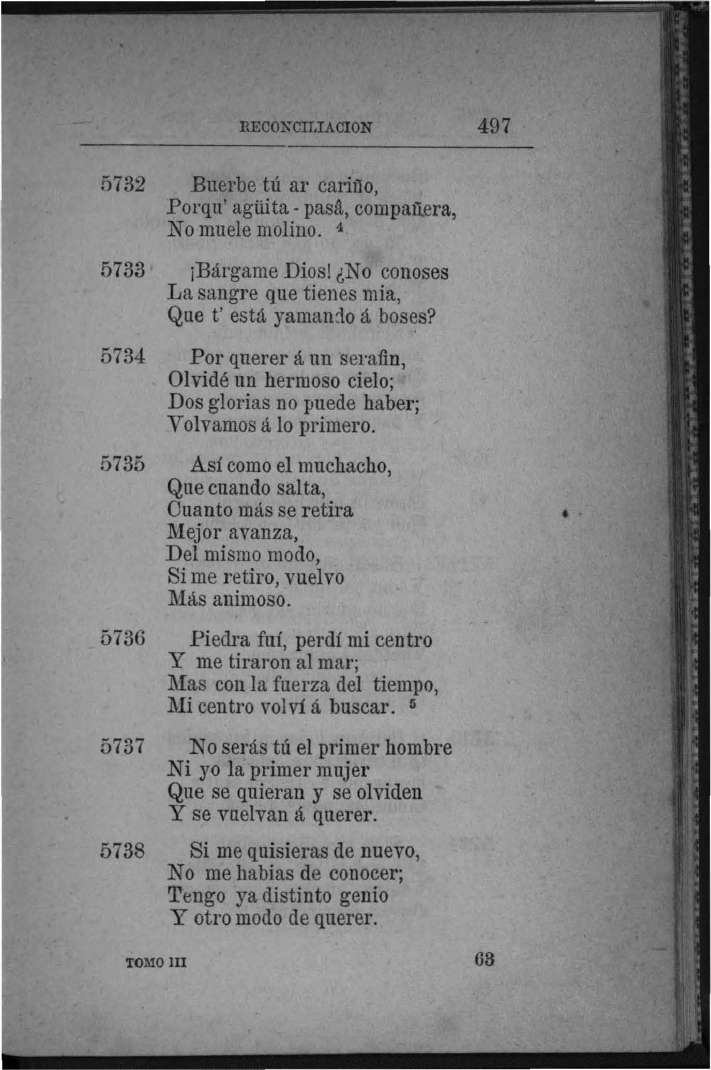 RECONCILIACION 497
5732 Buerbe tú ar cariño,
Porqu' agüita - pasâ, compañera,
No muele molino. 4
5733 ¡Bárgame Dios! ¿No conoses
La sangre que tienes mia,
Que t' está yamando á boses?
5734 Por querer á un serafin,
Olvidé un hermoso cielo;
Dos glorias no puede haber;
Volvamos á lo primero.
5735 Así como el muchacho,
Que cuando salta,
Cuanto más se retira
Mejor avanza,
Del mismo modo,
Si me retiro, vuelvo
Más animoso.
5736 Piedra fuí, perdí mi centro
Y me tiraron al mar;
Mas con la fuerza del tiempo,
Mi centro volví á buscar. 5
5737 No serás tú el primer hombre
Ni yo la primer mujer
Que se quieran y se olviden
Y se vuelvan á querer.
5738 Si me quisieras de nuevo,
No me habias de conocer;
Tengo ya distinto genio
Y otro modo de querer.
TOMO III 63